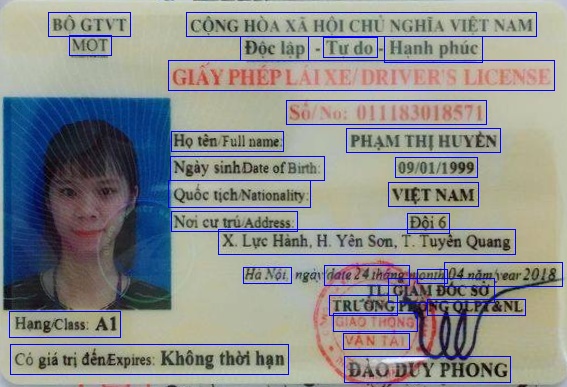 BỘ GTVT
MOT
CỘNG HÒA XÃ HỘI CHỦ NGHĨA VIỆT NAM
Độc lập - Tự do - Hạnh phúc
GIẤY PHÉP LÁI XE/ DRIVER'S LICENSE
Số/No: 011183018571
Họ tên/Full name: PHẠM THỊ HUYỀN
Ngày sinh/Date of Birth: 09/01/1999
Quốc tịch/Nationality: VIỆT NAM
Nơi cư trú/Address: Đội 6
X. Lực Hành, H. Yên Sơn, T. Tuyên Quang
Hà Nội, ngày/date 24 tháng/month 04 năm/year 2018
TL GIÁM ĐỐC SỞ
TRƯỞNG PHÒNG QLPT&NL
GIAO THÔNG
VẬN TẢI
Hạng/Class: A1
Có giá trị đến/Expires: Không thời hạn
ĐÀO DUY PHONG